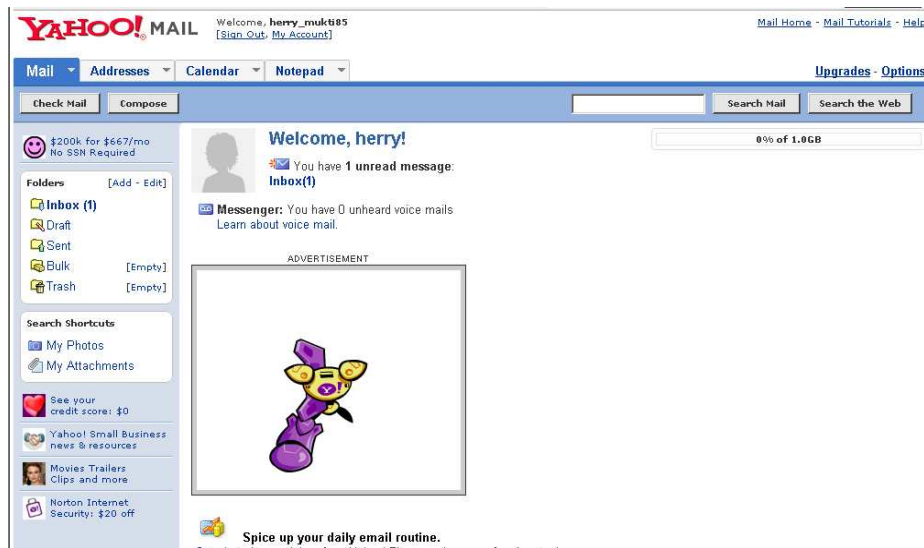 YAHOO! MAIL
Welcome, herry_mukti85
[Sign Out, My Account]
Mail Home - Mail Tutorials - Help
Mail Addresses Calendar Notepad
Upgrades - Options
Check Mail Compose Search Mail Search the Web
$200k for $667/mo
No SSN Required
Folders [Add - Edit]
Inbox (1)
Draft
Sent
Bulk [Empty]
Trash [Empty]
Search Shortcuts
My Photos
My Attachments
See your
credit score: $0
Yahoo! Small Business
news & resources
Movies Trailers
Clips and more
Norton Internet
Security: $20 off
Welcome, herry!
You have 1 unread message:
Inbox(1)
Messenger: You have 0 unheard voice mails
Learn about voice mail.
0% of 1.0GB
ADVERTISEMENT
Y!
Spice up your daily email routine.